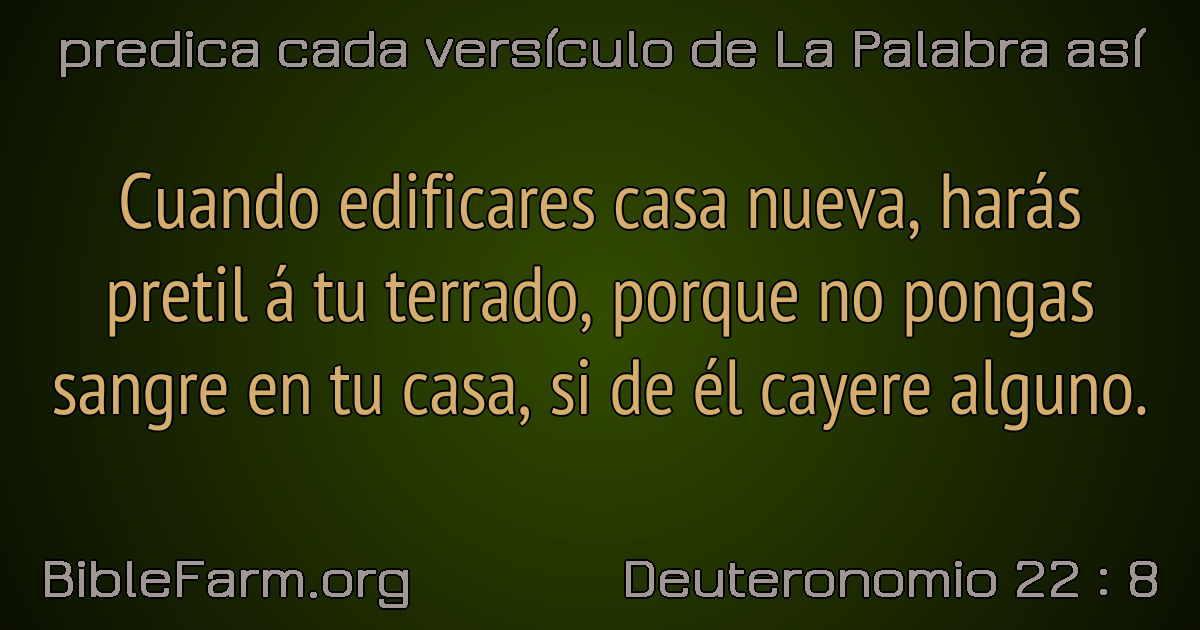 predica cada versículo de La Palabra así
Cuando edificares casa nueva, harás
pretil á tu terrado, porque no pongas
sangre en tu casa, si de él cayere alguno.
BibleFarm.org
Deuteronomio 22 : 8